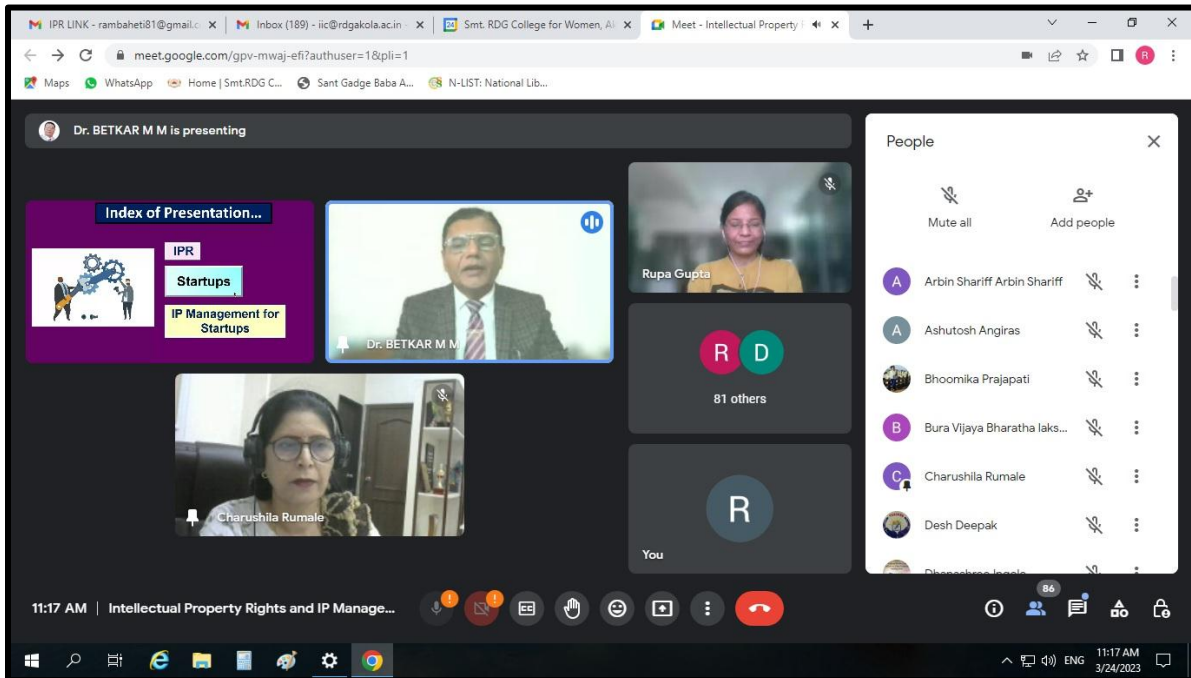 IPR LINK - rambaheti81@gmail.c
Inbox (189) - iic@rdgakola.ac.in
Smt. RDG College for Women, Al
Meet - Intellectual Property
meet.google.com/gpv-mwaj-efi?authuser=1&pli=1
R
Maps
WhatsApp
Home | Smt.RDG C...
Sant Gadge Baba A...
N-LIST: National Lib...
Dr. BETKAR M M is presenting
Index of Presentation...
IPR
Startups
IP Management for
Startups
Dr. BETKAR M M
Rupa Gupta
R D
81 others
Charushila Rumale
R
You
People
Mute all
Add people
A Arbin Shariff Arbin Shariff
A Ashutosh Angiras
Bhoomika Prajapati
B Bura Vijaya Bharatha laks...
C Charushila Rumale
Desh Deepak
11:17 AM | Intellectual Property Rights and IP Manage...
86
ENG
11:17 AM
3/24/2023